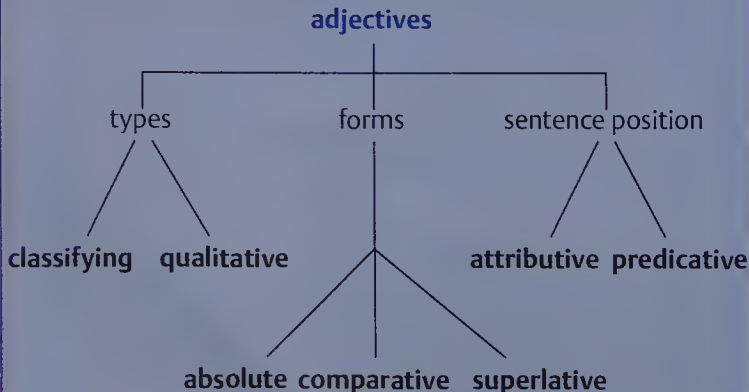 adjectives
types forms sentence position
classifying qualitative attributive predicative
absolute comparative superlative